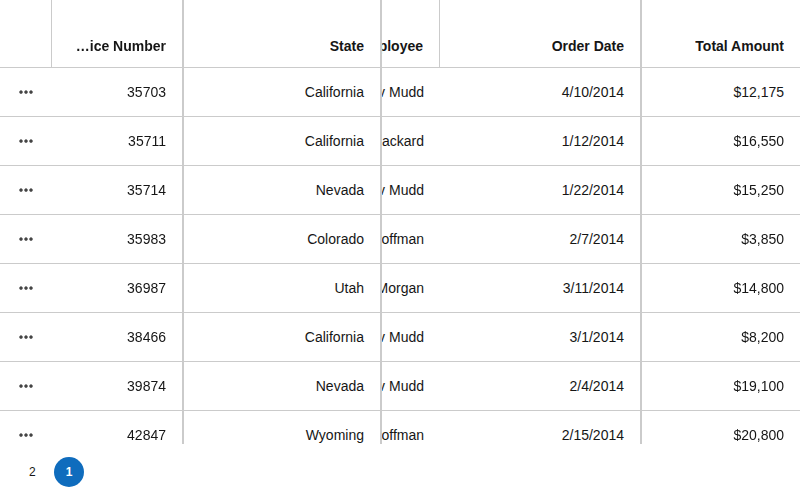 ...ice Number State ployee Order Date Total Amount
••• 35703 California Mudd 4/10/2014 $12,175
••• 35711 California ackard 1/12/2014 $16,550
••• 35714 Nevada Mudd 1/22/2014 $15,250
••• 35983 Colorado offman 2/7/2014 $3,850
••• 36987 Utah Morgan 3/11/2014 $14,800
••• 38466 California Mudd 3/1/2014 $8,200
••• 39874 Nevada Mudd 2/4/2014 $19,100
••• 42847 Wyoming offman 2/15/2014 $20,800
2 1